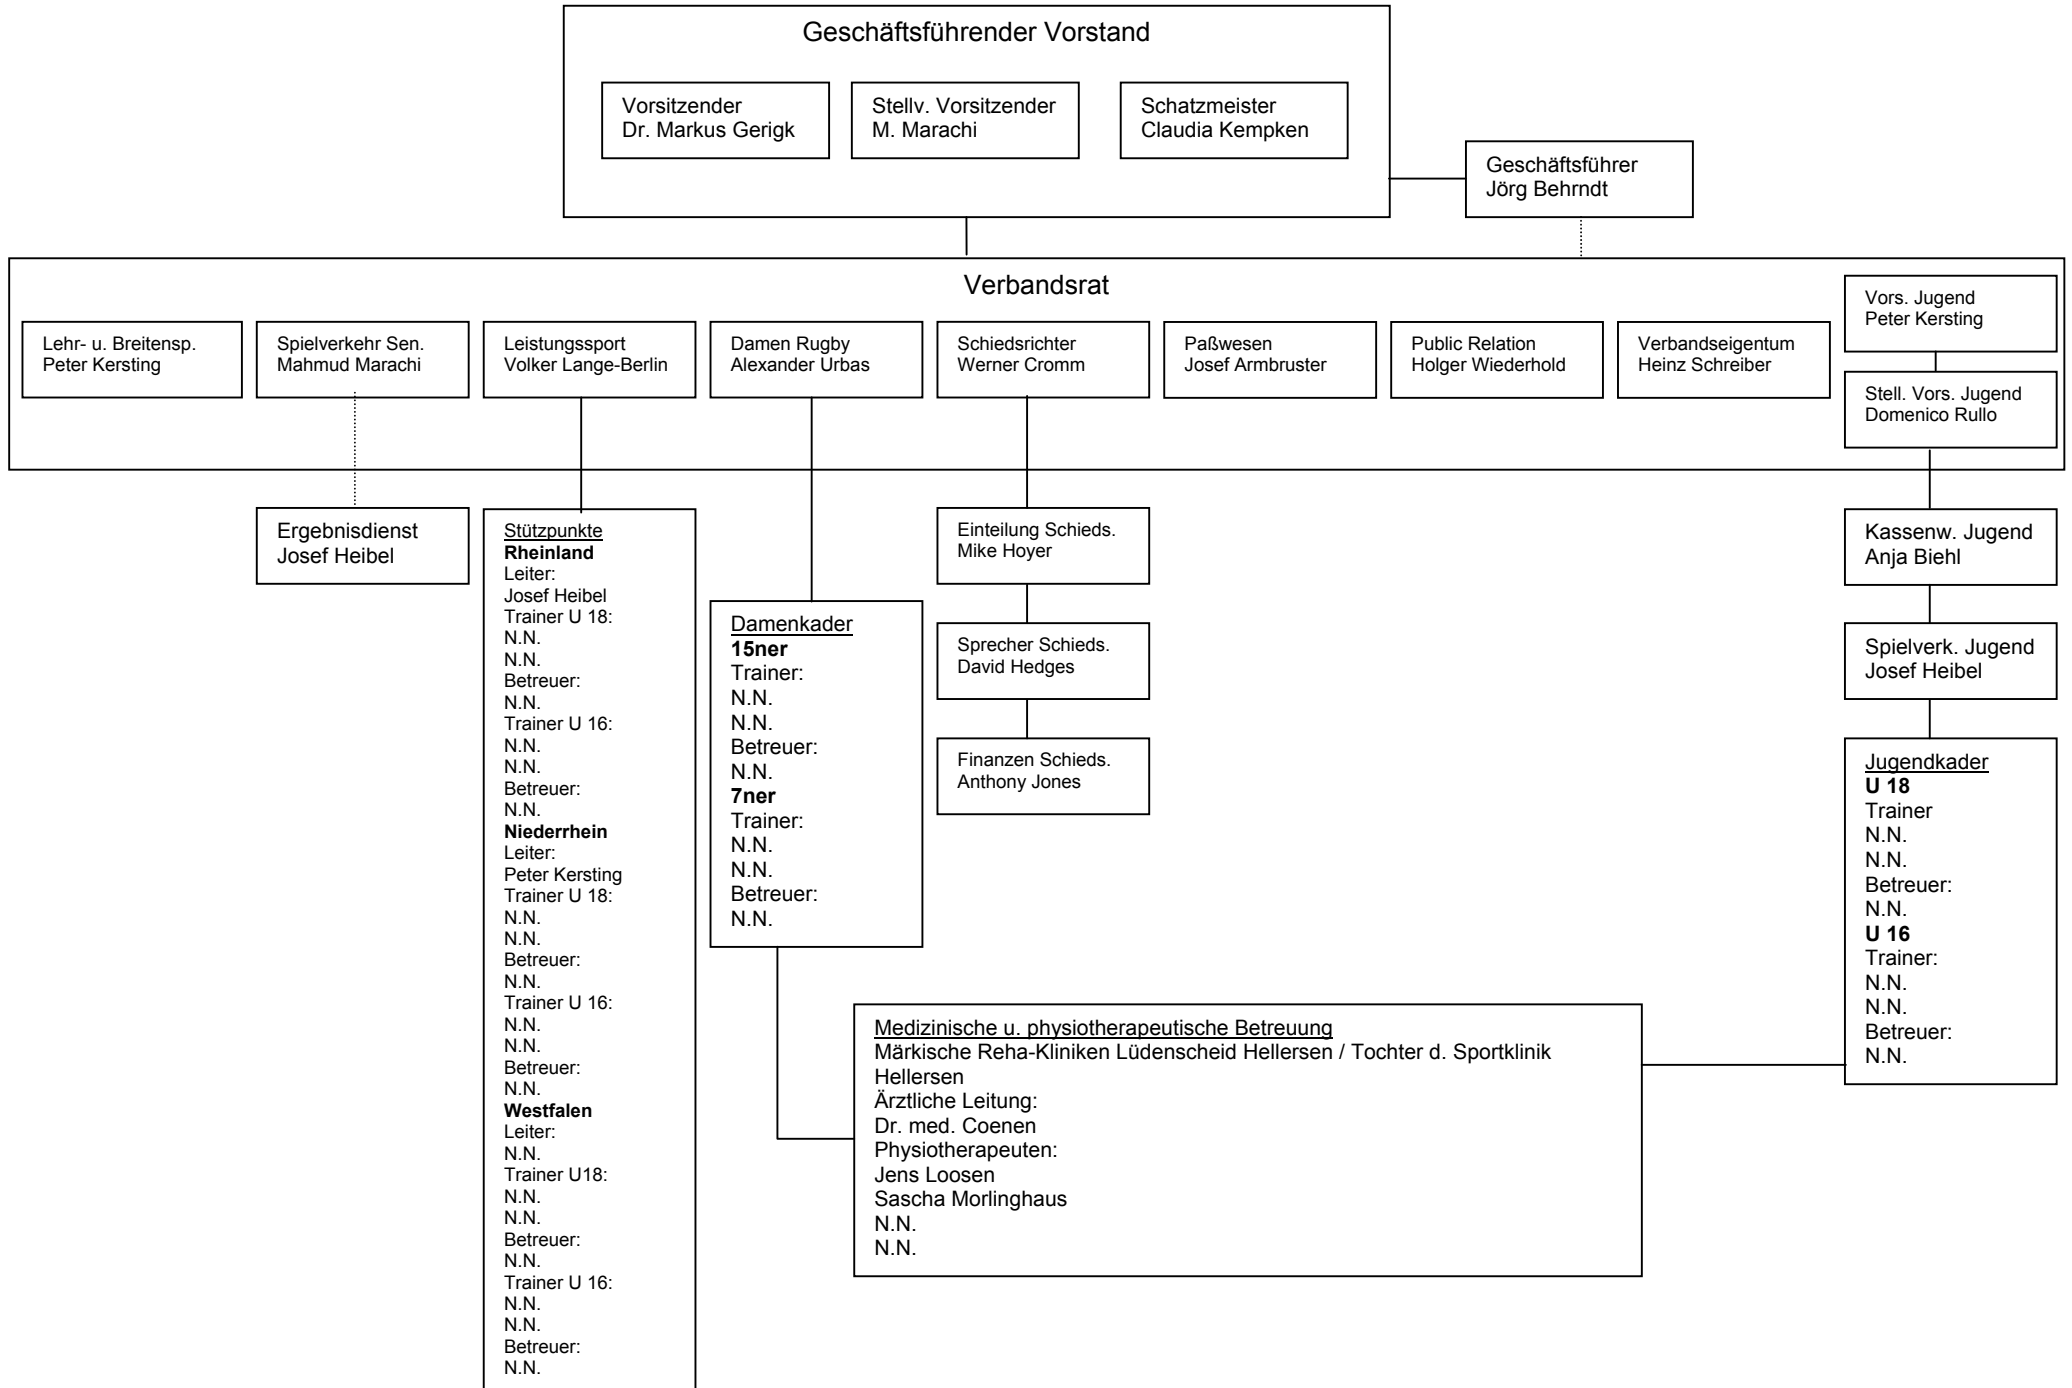 Geschäftsführender Vorstand
Vorsitzender
Dr. Markus Gerigk
Stellv. Vorsitzender
M. Marachi
Schatzmeister
Claudia Kempken
Geschäftsführer
Jörg Behrndt
Verbandsrat
Lehr- u. Breitensp.
Peter Kersting
Spielverkehr Sen.
Mahmud Marachi
Leistungssport
Volker Lange-Berlin
Damen Rugby
Alexander Urbas
Schiedsrichter
Werner Cromm
Paßwesen
Josef Armbruster
Public Relation
Holger Wiederhold
Verbandseigentum
Heinz Schreiber
Vors. Jugend
Peter Kersting
Stell. Vors. Jugend
Domenico Rullo
Ergebnisdienst
Josef Heibel
Stützpunkte
Rheinland
Leiter:
Josef Heibel
Trainer U 18:
N.N.
N.N.
Betreuer:
N.N.
Trainer U 16:
N.N.
N.N.
Betreuer:
N.N.
Niederrhein
Leiter:
Peter Kersting
Trainer U 18:
N.N.
N.N.
Betreuer:
N.N.
Trainer U 16:
N.N.
N.N.
Betreuer:
N.N.
Westfalen
Leiter:
N.N.
Trainer U18:
N.N.
N.N.
Betreuer:
N.N.
Trainer U 16:
N.N.
N.N.
Betreuer:
N.N.
Damenkader
15ner
Trainer:
N.N.
N.N.
Betreuer:
N.N.
7ner
Trainer:
N.N.
N.N.
Betreuer:
N.N.
Einteilung Schieds.
Mike Hoyer
Sprecher Schieds.
David Hedges
Finanzen Schieds.
Anthony Jones
Kassenw. Jugend
Anja Biehl
Spielverk. Jugend
Josef Heibel
Jugendkader
U 18
Trainer
N.N.
N.N.
Betreuer:
N.N.
U 16
Trainer:
N.N.
N.N.
Betreuer:
N.N.
Medizinische u. physiotherapeutische Betreuung
Märkische Reha-Kliniken Lüdenscheid Hellersen / Tochter d. Sportklinik
Hellersen
Ärztliche Leitung:
Dr. med. Coenen
Physiotherapeuten:
Jens Loosen
Sascha Morlinghaus
N.N.
N.N.